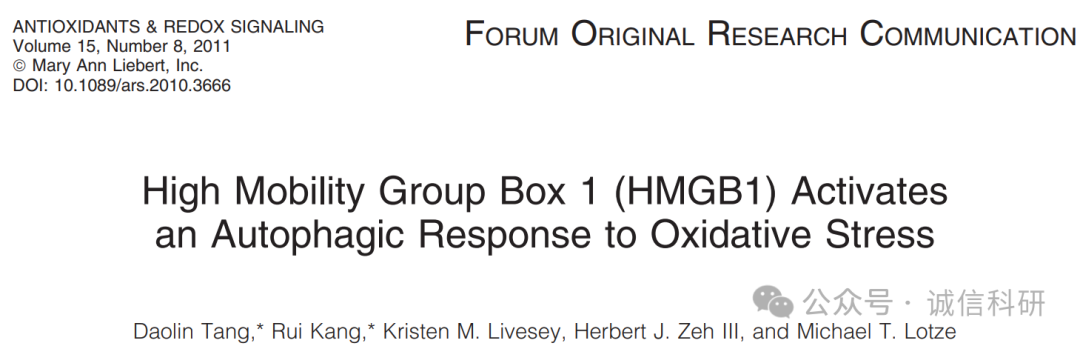 ANTIOXIDANTS & REDOX SIGNALING
Volume 15, Number 8, 2011
© Mary Ann Liebert, Inc.
DOI: 10.1089/ars.2010.3666
FORUM ORIGINAL RESEARCH COMMUNICATION
High Mobility Group Box 1 (HMGB1) Activates
an Autophagic Response to Oxidative Stress
公众号 · 诚信科研
Daolin Tang,* Rui Kang,* Kristen M. Livesey, Herbert J. Zeh III, and Michael T. Lotze